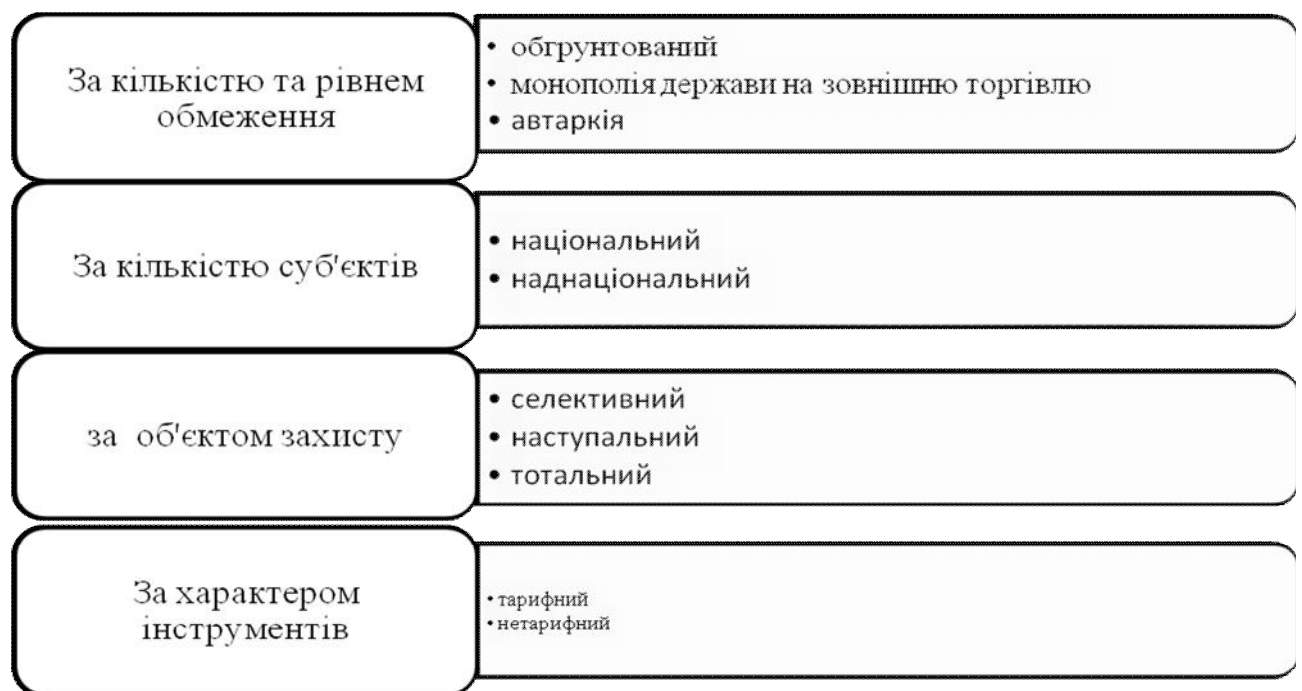 За кількістю та рівнем
обмеження
• обгрунтований
• монополія держави на зовнішню торгівлю
• автаркія
За кількістю суб'єктів
• національний
• наднаціональний
за об'єктом захисту
• селективний
• наступальний
• тотальний
За характером
інструментів
• тарифний
• нетарифний